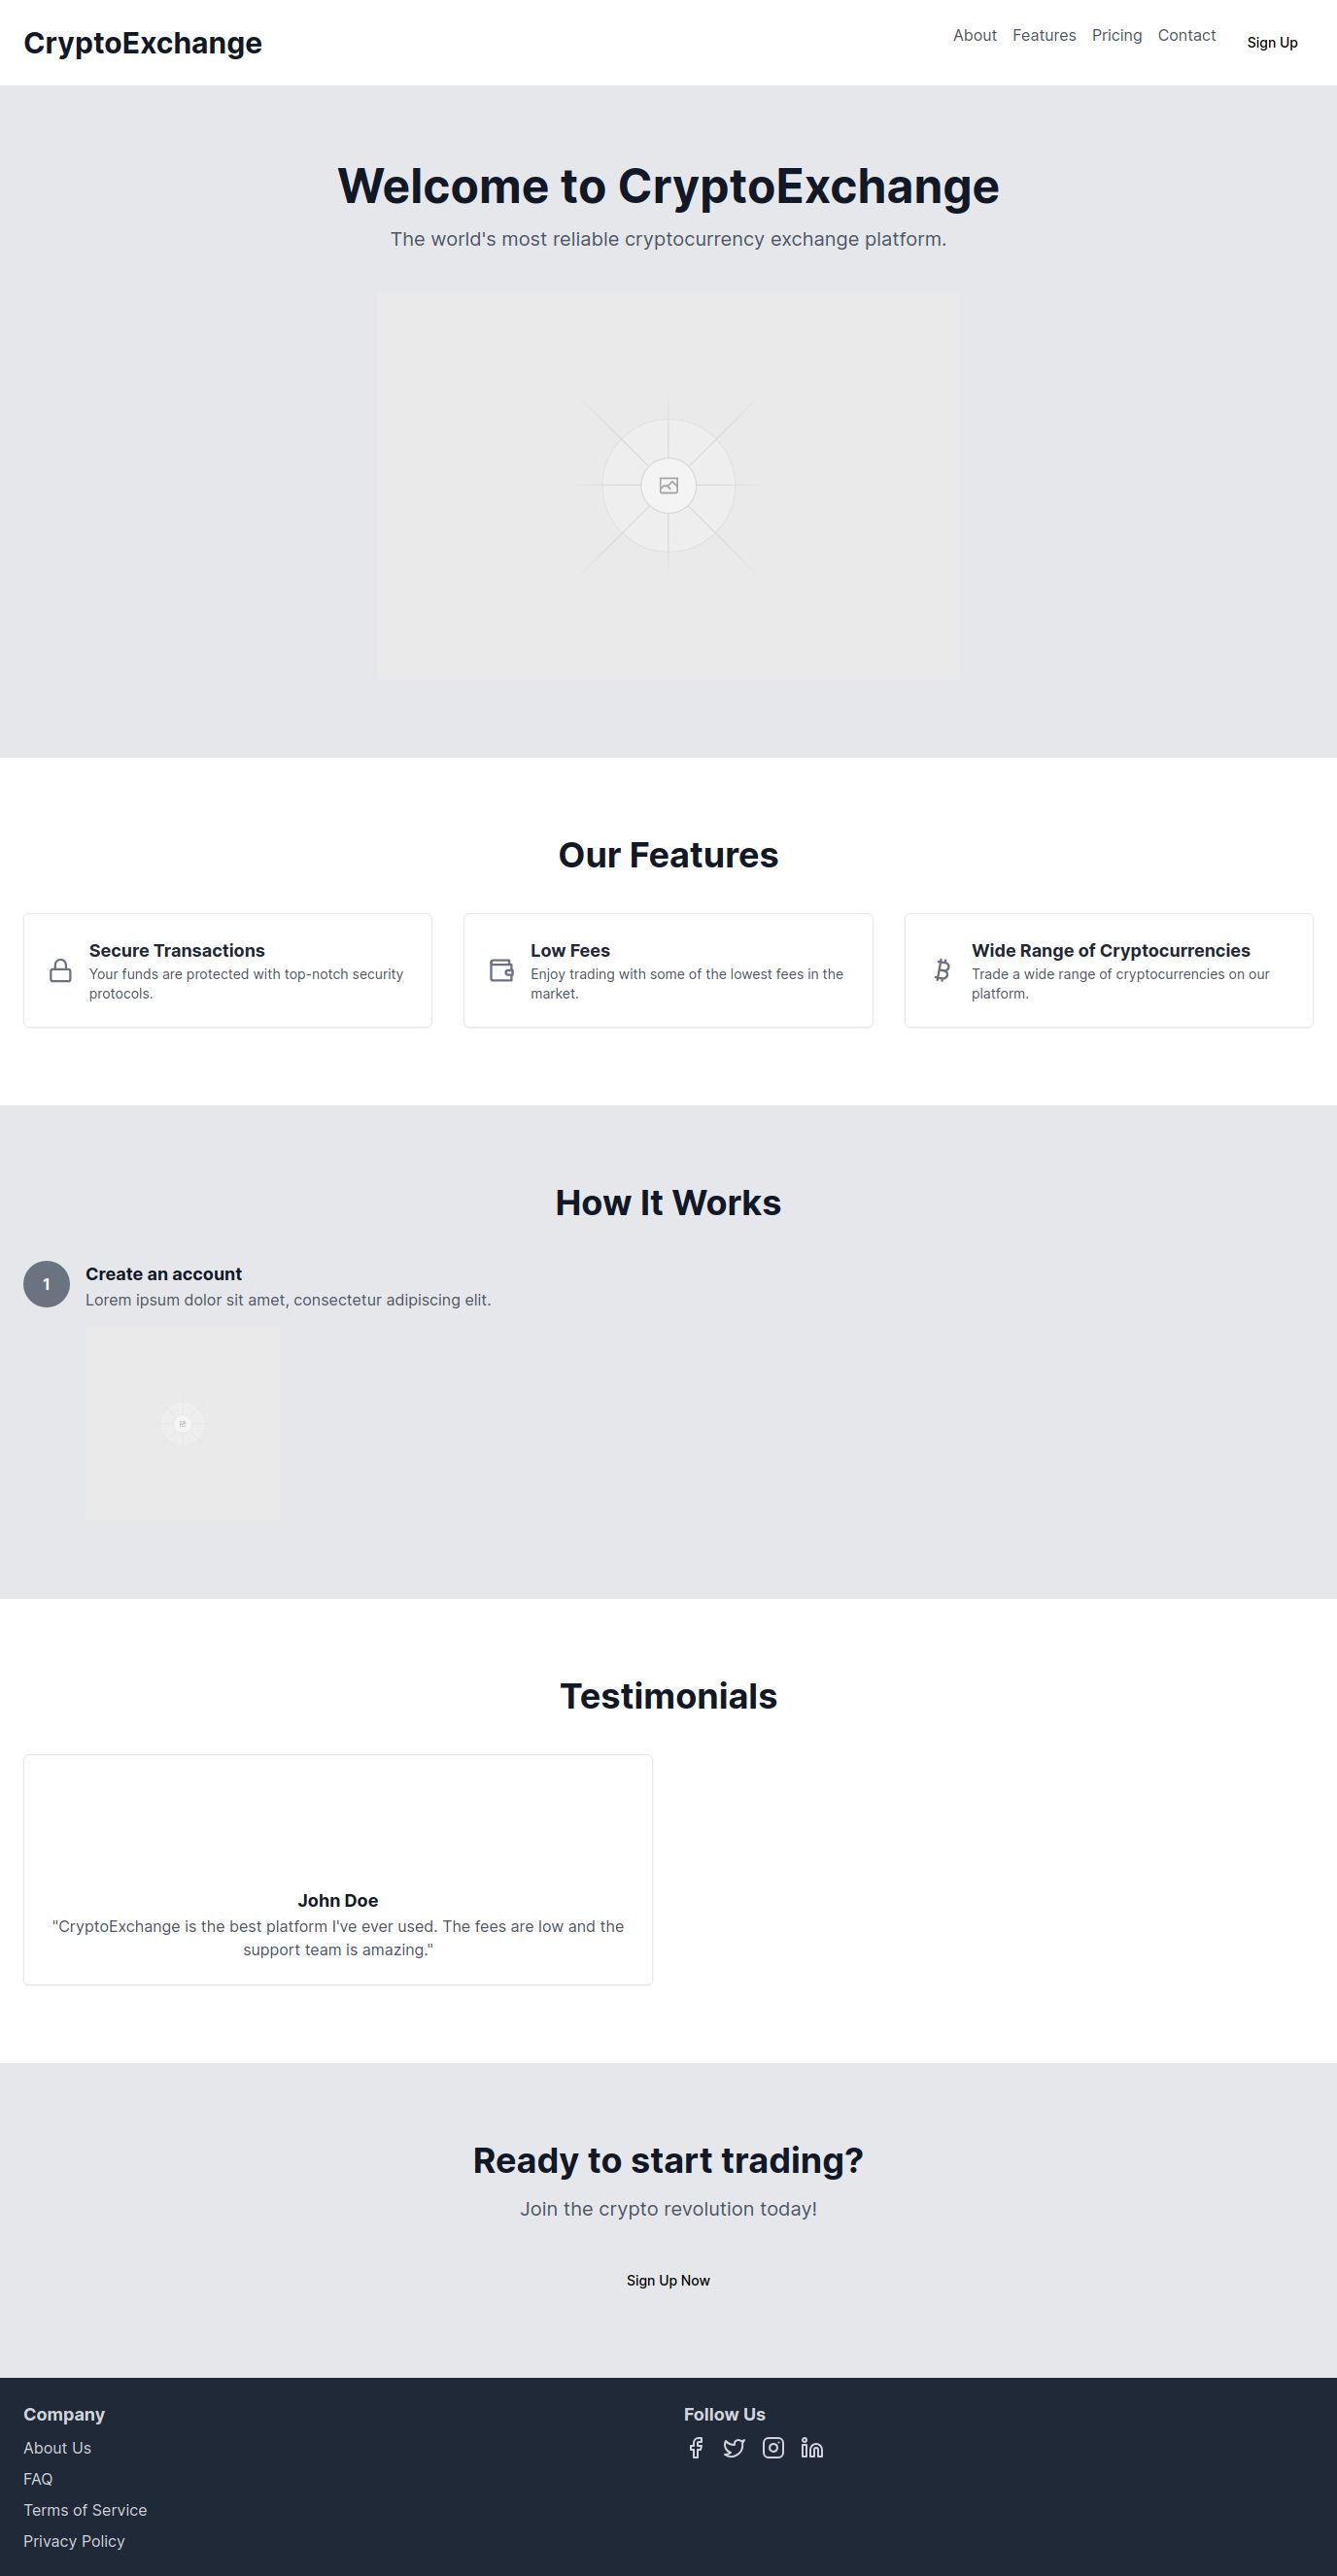 CryptoExchange
About Features Pricing Contact Sign Up
Welcome to CryptoExchange
The world's most reliable cryptocurrency exchange platform.
Our Features
Secure Transactions
Your funds are protected with top-notch security
protocols.
Low Fees
Enjoy trading with some of the lowest fees in the
market.
Wide Range of Cryptocurrencies
Trade a wide range of cryptocurrencies on our
platform.
How It Works
1
Create an account
Lorem ipsum dolor sit amet, consectetur adipiscing elit.
Testimonials
John Doe
"CryptoExchange is the best platform I've ever used. The fees are low and the
support team is amazing."
Ready to start trading?
Join the crypto revolution today!
Sign Up Now
Company
About Us
FAQ
Terms of Service
Privacy Policy
Follow Us